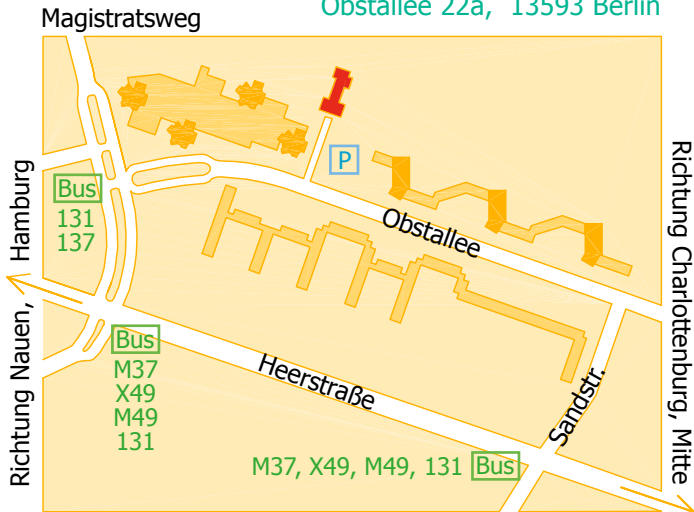 Obstallee 22a, 13593 Berlin
Magistratsweg
P
Bus
131
137
Obstallee
Richtung Nauen, Hamburg
Richtung Charlottenburg, Mitte
Bus
M37
X49
M49
131
Heerstraße
Sandstr.
M37, X49, M49, 131 Bus